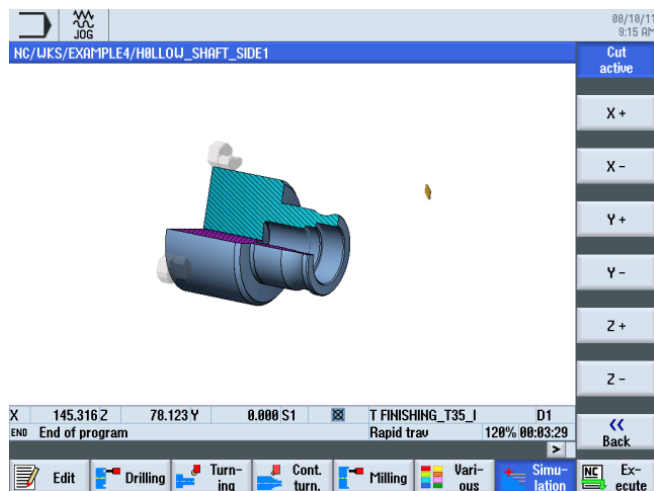 JOG
08/10/11
9:15 AM
NC/WKS/EXAMPLE4/HOLLOW_SHAFT_SIDE1
Cut
active
X +
X -
Y +
Y -
Z +
Z -
X 145.316 Z 78.123 Y 0.000 S1 T FINISHING_T35_I D1
END End of program Rapid trav 120% 00:03:29
<<
Back
>
Edit
Drilling
Turn-
ing
Cont.
turn.
Milling
Vari-
ous
Simu-
lation
NC Ex-
ecute